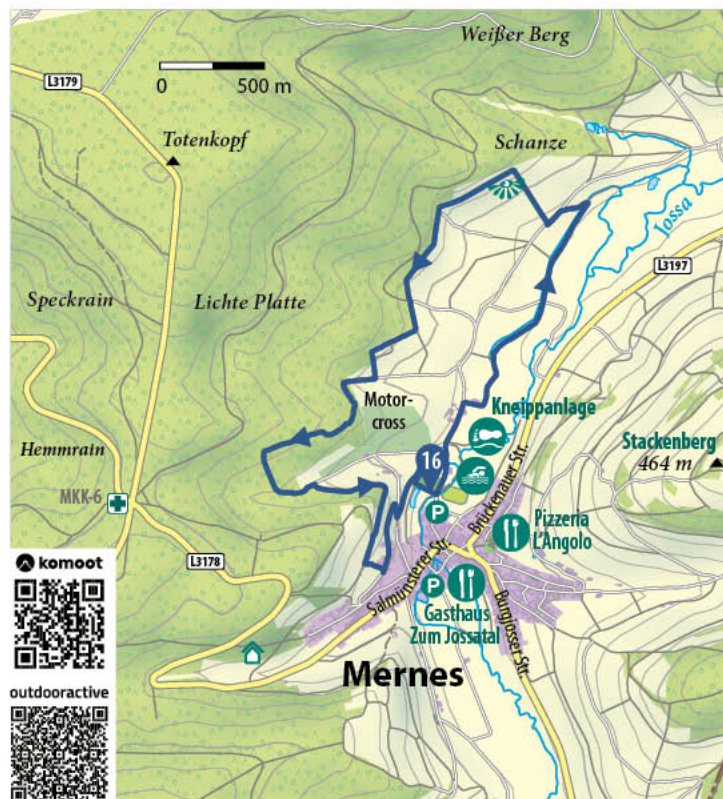 Weißer Berg
L3179
0 500 m
Totenkopf
Schanze
Jossa
L3197
Speckrain
Lichte Platte
Motor-
cross
Kneippanlage
16
Stackenberg
464 m
Hemmrain
MKK-6
P
Brückenauer Str.
Pizzeria
L'Angolo
komoot
L3178
Salmünsterer Str.
P
Gasthaus
Zum Jossatal
Burgjosser Str.
Mernes
outdooractive